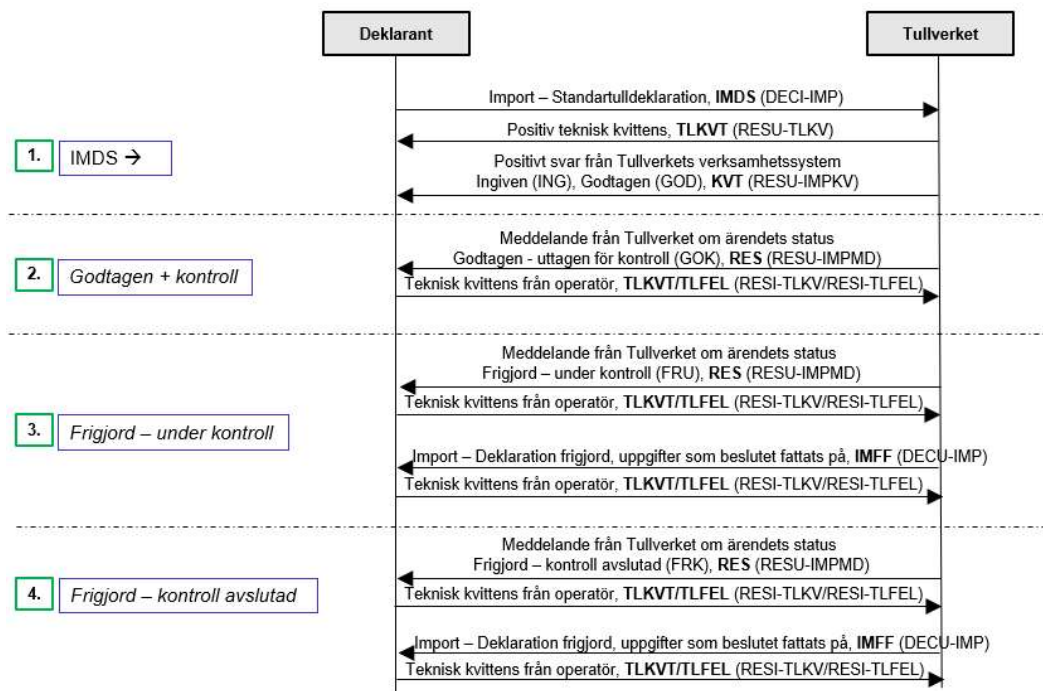 Deklarant
Tullverket
Import – Standartulldeklaration, IMDS (DECI-IMP)
Positiv teknisk kvittens, TLKVT (RESU-TLKV)
1.
IMDS →
Positivt svar från Tullverkets verksamhetssystem
Ingiven (ING), Godtagen (GOD), KVT (RESU-IMPKV)
Meddelande från Tullverket om ärendets status
2.
Godtagen + kontroll
Godtagen - uttagen för kontroll (GOK), RES (RESU-IMPMD)
Teknisk kvittens från operatör, TLKVT/TLFEL (RESI-TLKV/RESI-TLFEL)
Meddelande från Tullverket om ärendets status
Frigjord – under kontroll (FRU), RES (RESU-IMPMD)
Teknisk kvittens från operatör, TLKVT/TLFEL (RESI-TLKV/RESI-TLFEL)
3.
Frigjord – under kontroll
Import – Deklaration frigjord, uppgifter som beslutet fattats på, IMFF (DECU-IMP)
Teknisk kvittens från operatör, TLKVT/TLFEL (RESI-TLKV/RESI-TLFEL)
Meddelande från Tullverket om ärendets status
Frigjord – kontroll avslutad (FRK), RES (RESU-IMPMD)
4.
Frigjord – kontroll avslutad
Teknisk kvittens från operatör, TLKVT/TLFEL (RESI-TLKV/RESI-TLFEL)
Import – Deklaration frigjord, uppgifter som beslutet fattats på, IMFF (DECU-IMP)
Teknisk kvittens från operatör, TLKVT/TLFEL (RESI-TLKV/RESI-TLFEL)